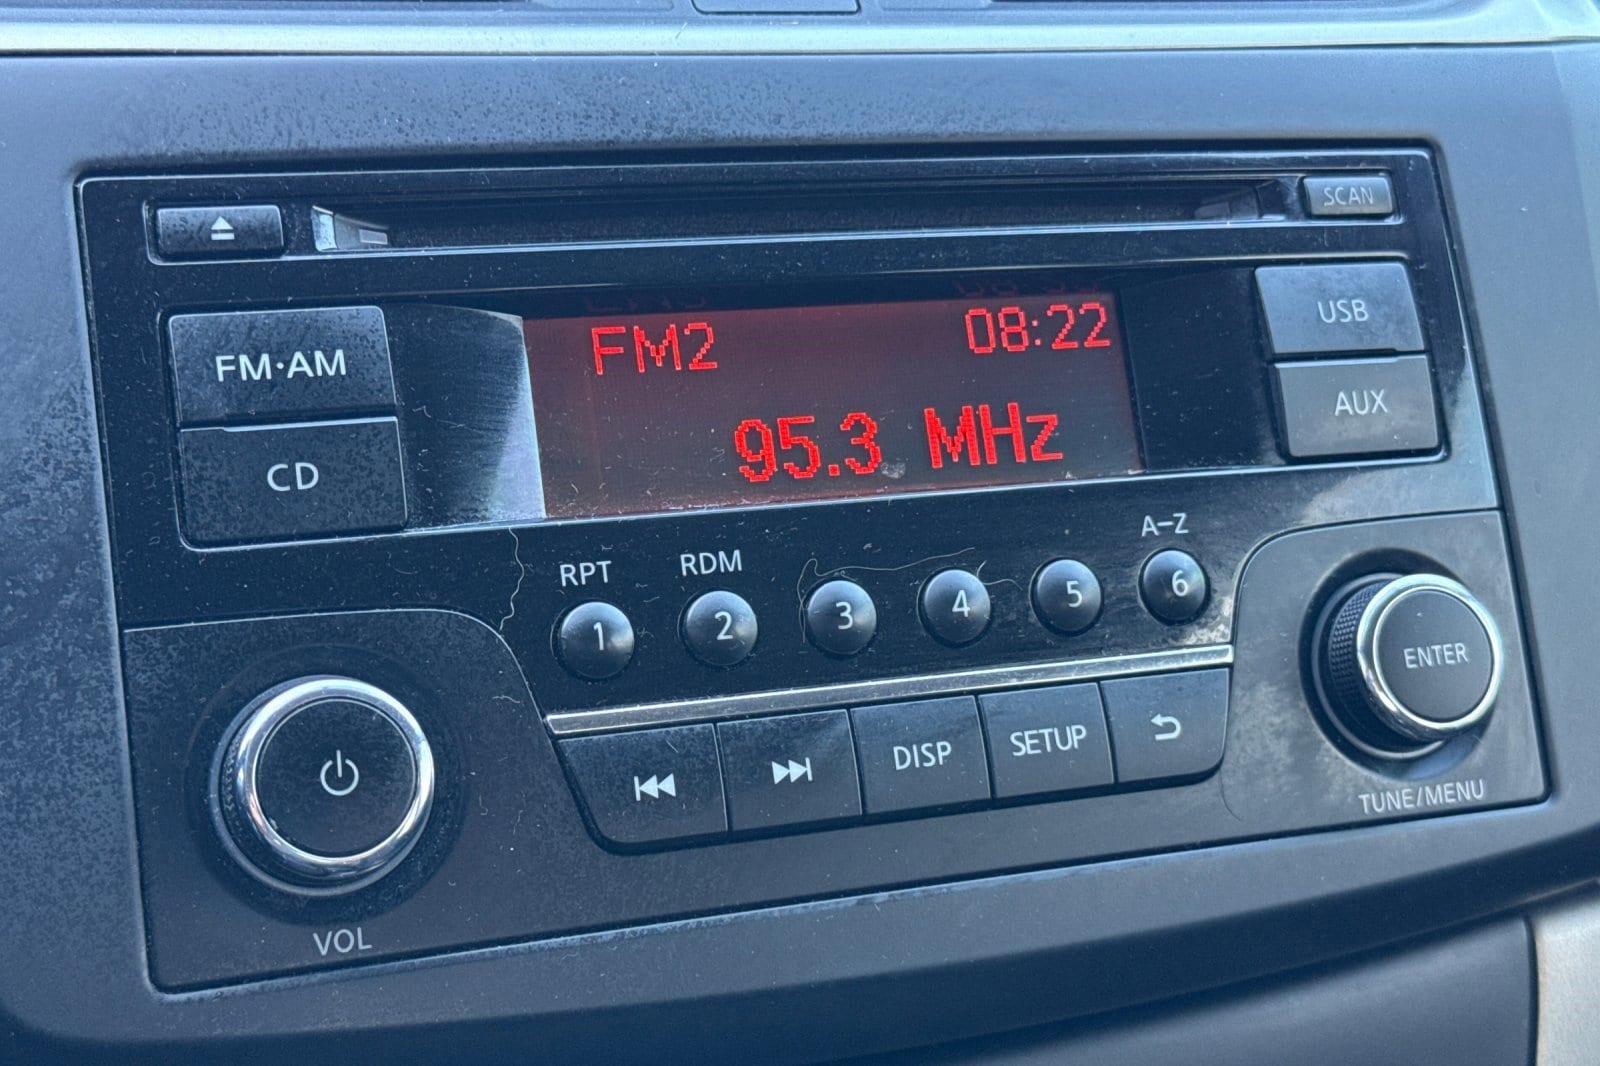 SCAN
FM2 08:22
95.3 MHz
FM·AM
CD
USB
AUX
RPT RDM A-Z
1 2 3 4 5 6
DISP SETUP
ENTER
TUNE/MENU
VOL